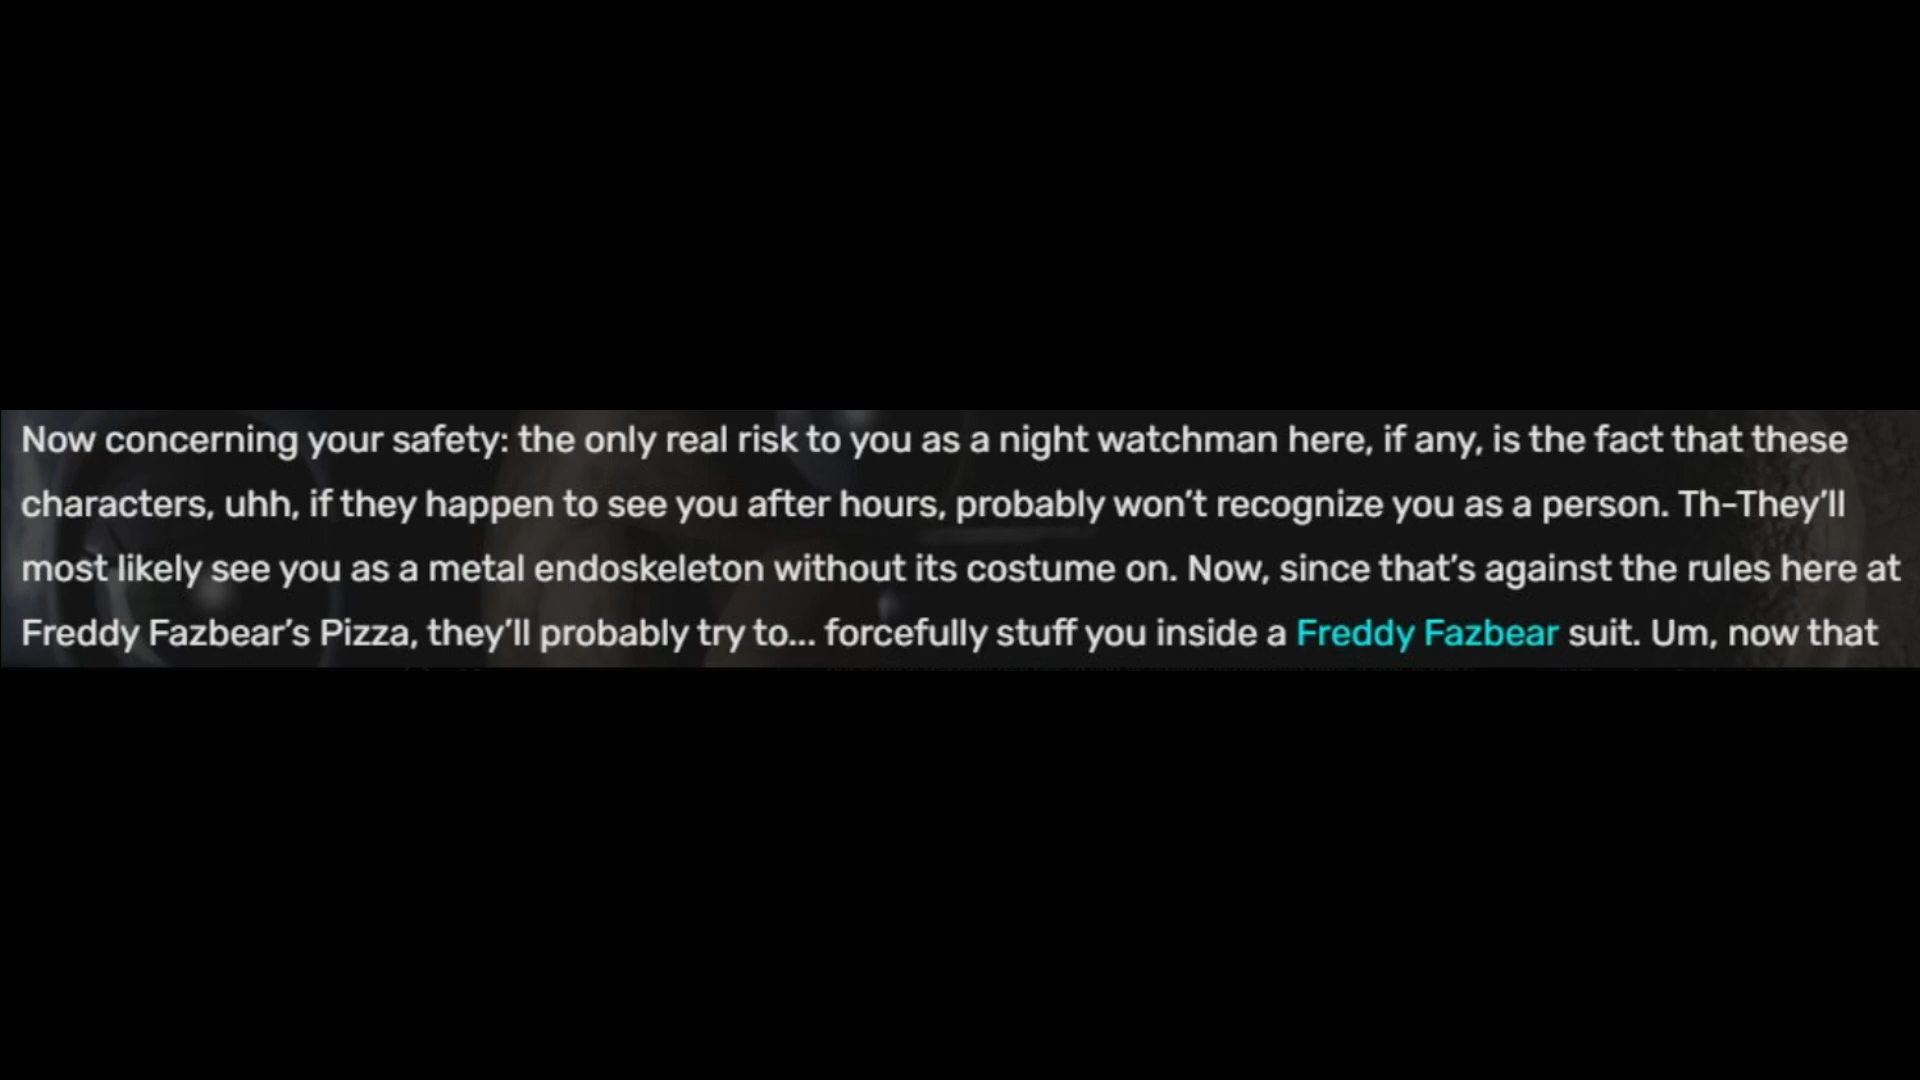 Now concerning your safety: the only real risk to you as a night watchman here, if any, is the fact that these
characters, uhh, if they happen to see you after hours, probably won’t recognize you as a person. Th-They’ll
most likely see you as a metal endoskeleton without its costume on. Now, since that’s against the rules here at
Freddy Fazbear’s Pizza, they’ll probably try to... forcefully stuff you inside a Freddy Fazbear suit. Um, now that